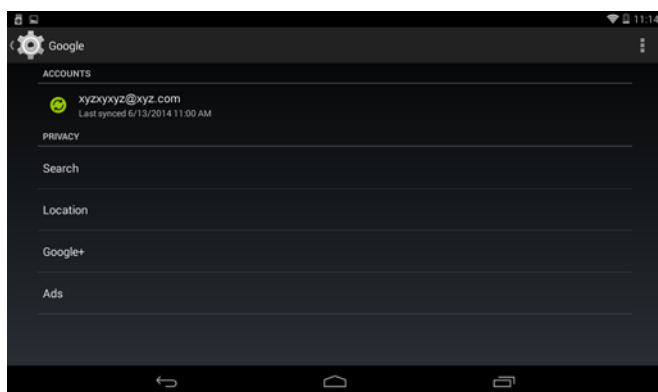 11:14
Google
ACCOUNTS
xyzxyxyz@xyz.com
Last synced 6/13/2014 11:00 AM
PRIVACY
Search
Location
Google+
Ads